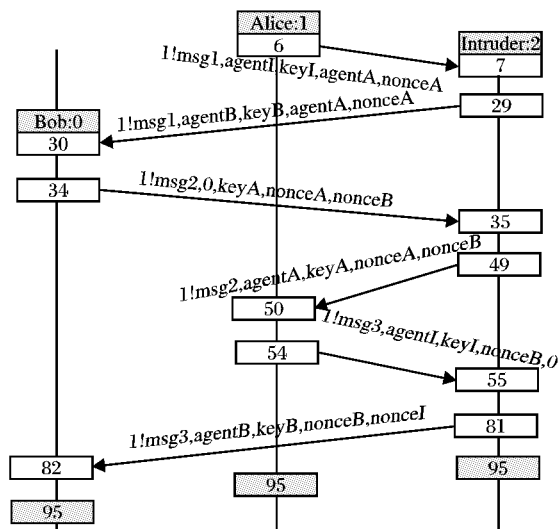 Alice:1
6
Intruder:2
7
1!msg1,agentI,keyI,agentA,nonceA
29
1!msg1,agentB,keyB,agentA,nonceA
Bob:0
30
34
1!msg2,0,keyA,nonceA,nonceB
35
49
1!msg2,agentA,keyA,nonceA,nonceB
50
1!msg3,agentI,keyI,nonceB,0
54
55
81
1!msg3,agentB,keyB,nonceB,nonceI
82
95
95
95